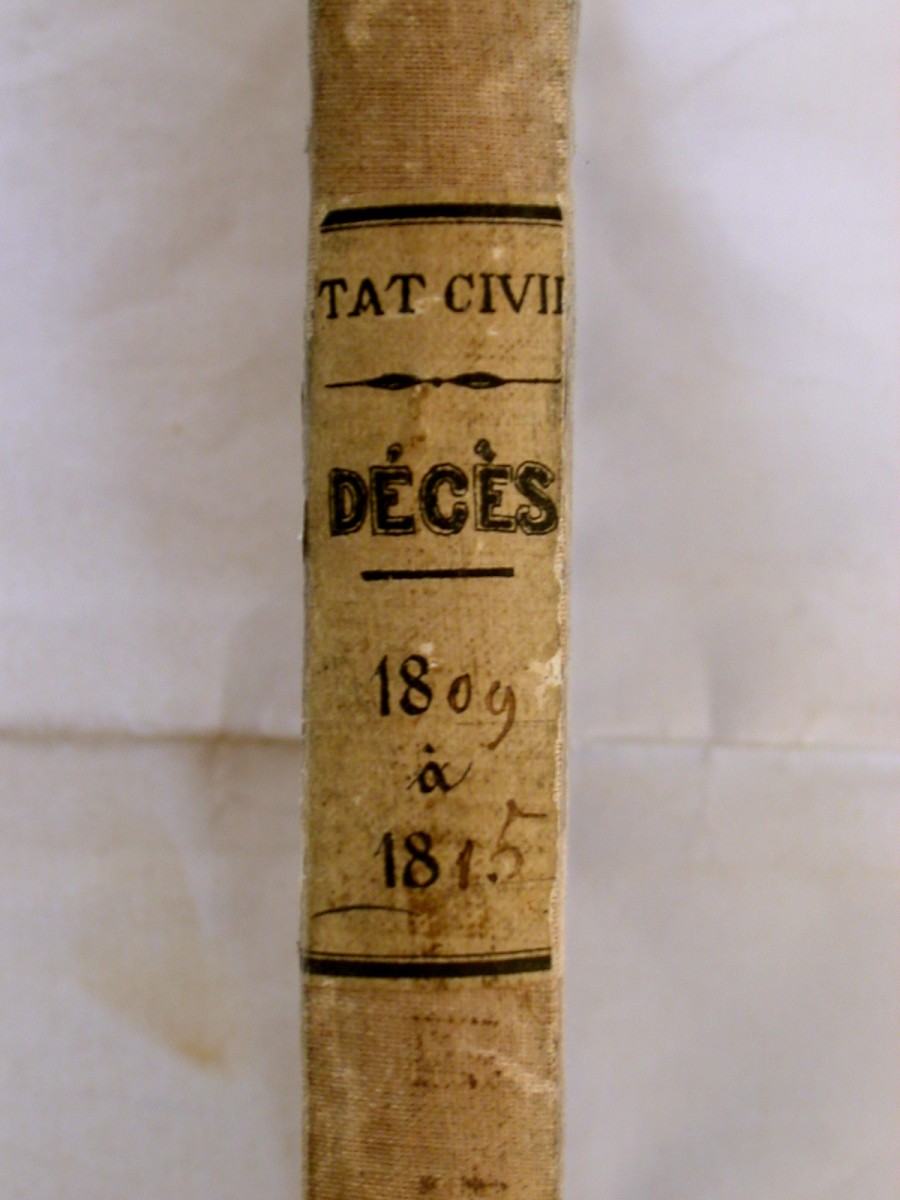 TAT CIVIL
DÉCÈS
1809
à
1815